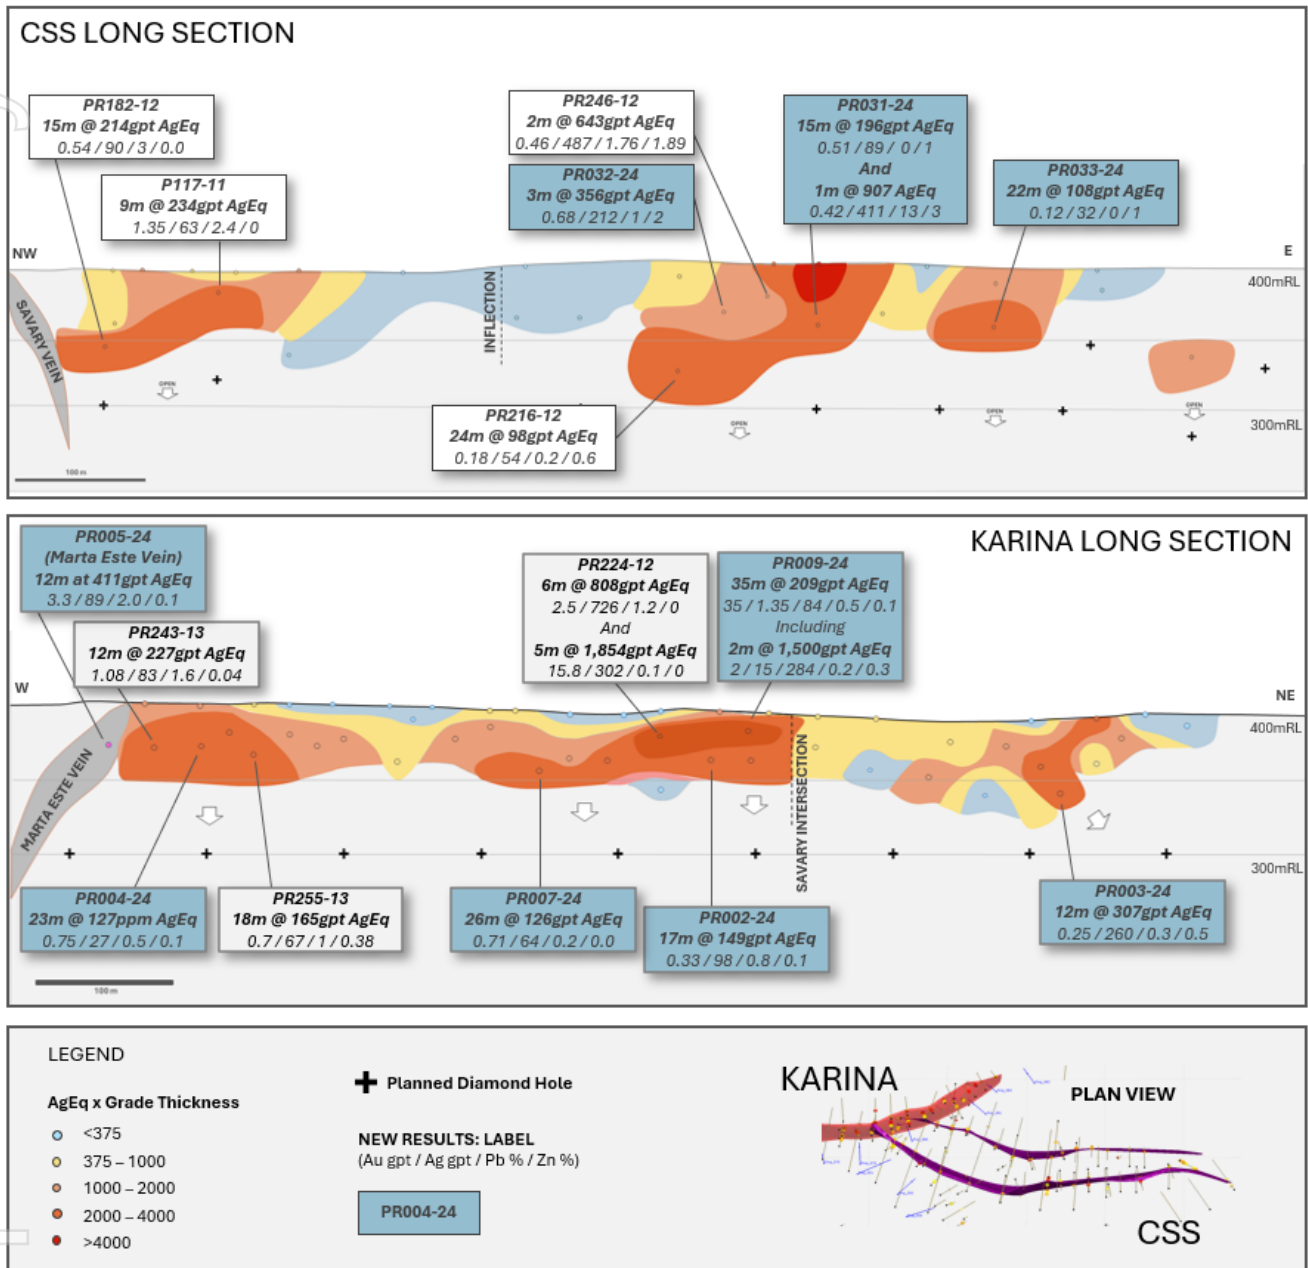 CSS LONG SECTION
PR182-12
15m @ 214gpt AgEq
0.54 / 90 / 3 / 0.0
P117-11
9m @ 234gpt AgEq
1.35 / 63 / 2.4 / 0
PR246-12
2m @ 643gpt AgEq
0.46 / 487 / 1.76 / 1.89
PR032-24
3m @ 356gpt AgEq
0.68 / 212 / 1 / 2
PR031-24
15m @ 196gpt AgEq
0.51 / 89 / 0 / 1
And
1m @ 907 AgEq
0.42 / 411 / 13 / 3
PR033-24
22m @ 108gpt AgEq
0.12 / 32 / 0 / 1
NW
E
400mRL
SAVARY VEIN
INFLECTION
OPEN
OPEN
OPEN
OPEN
PR216-12
24m @ 98gpt AgEq
0.18 / 54 / 0.2 / 0.6
300mRL
100 m
KARINA LONG SECTION
PR005-24
(Marta Este Vein)
12m at 411gpt AgEq
3.3 / 89 / 2.0 / 0.1
PR243-13
12m @ 227gpt AgEq
1.08 / 83 / 1.6 / 0.04
PR224-12
6m @ 808gpt AgEq
2.5 / 726 / 1.2 / 0
And
5m @ 1,854gpt AgEq
15.8 / 302 / 0.1 / 0
PR009-24
35m @ 209gpt AgEq
35 / 1.35 / 84 / 0.5 / 0.1
Including
2m @ 1,500gpt AgEq
2 / 15 / 284 / 0.2 / 0.3
W
NE
400mRL
MARTA ESTE VEIN
SAVARY INTERSECTION
300mRL
PR004-24
23m @ 127ppm AgEq
0.75 / 27 / 0.5 / 0.1
PR255-13
18m @ 165gpt AgEq
0.7 / 67 / 1 / 0.38
PR007-24
26m @ 126gpt AgEq
0.71 / 64 / 0.2 / 0.0
PR002-24
17m @ 149gpt AgEq
0.33 / 98 / 0.8 / 0.1
PR003-24
12m @ 307gpt AgEq
0.25 / 260 / 0.3 / 0.5
100 m
LEGEND
AgEq x Grade Thickness
<375
375 – 1000
1000 – 2000
2000 – 4000
>4000
Planned Diamond Hole
NEW RESULTS: LABEL
(Au gpt / Ag gpt / Pb % / Zn %)
PR004-24
KARINA
PLAN VIEW
CSS